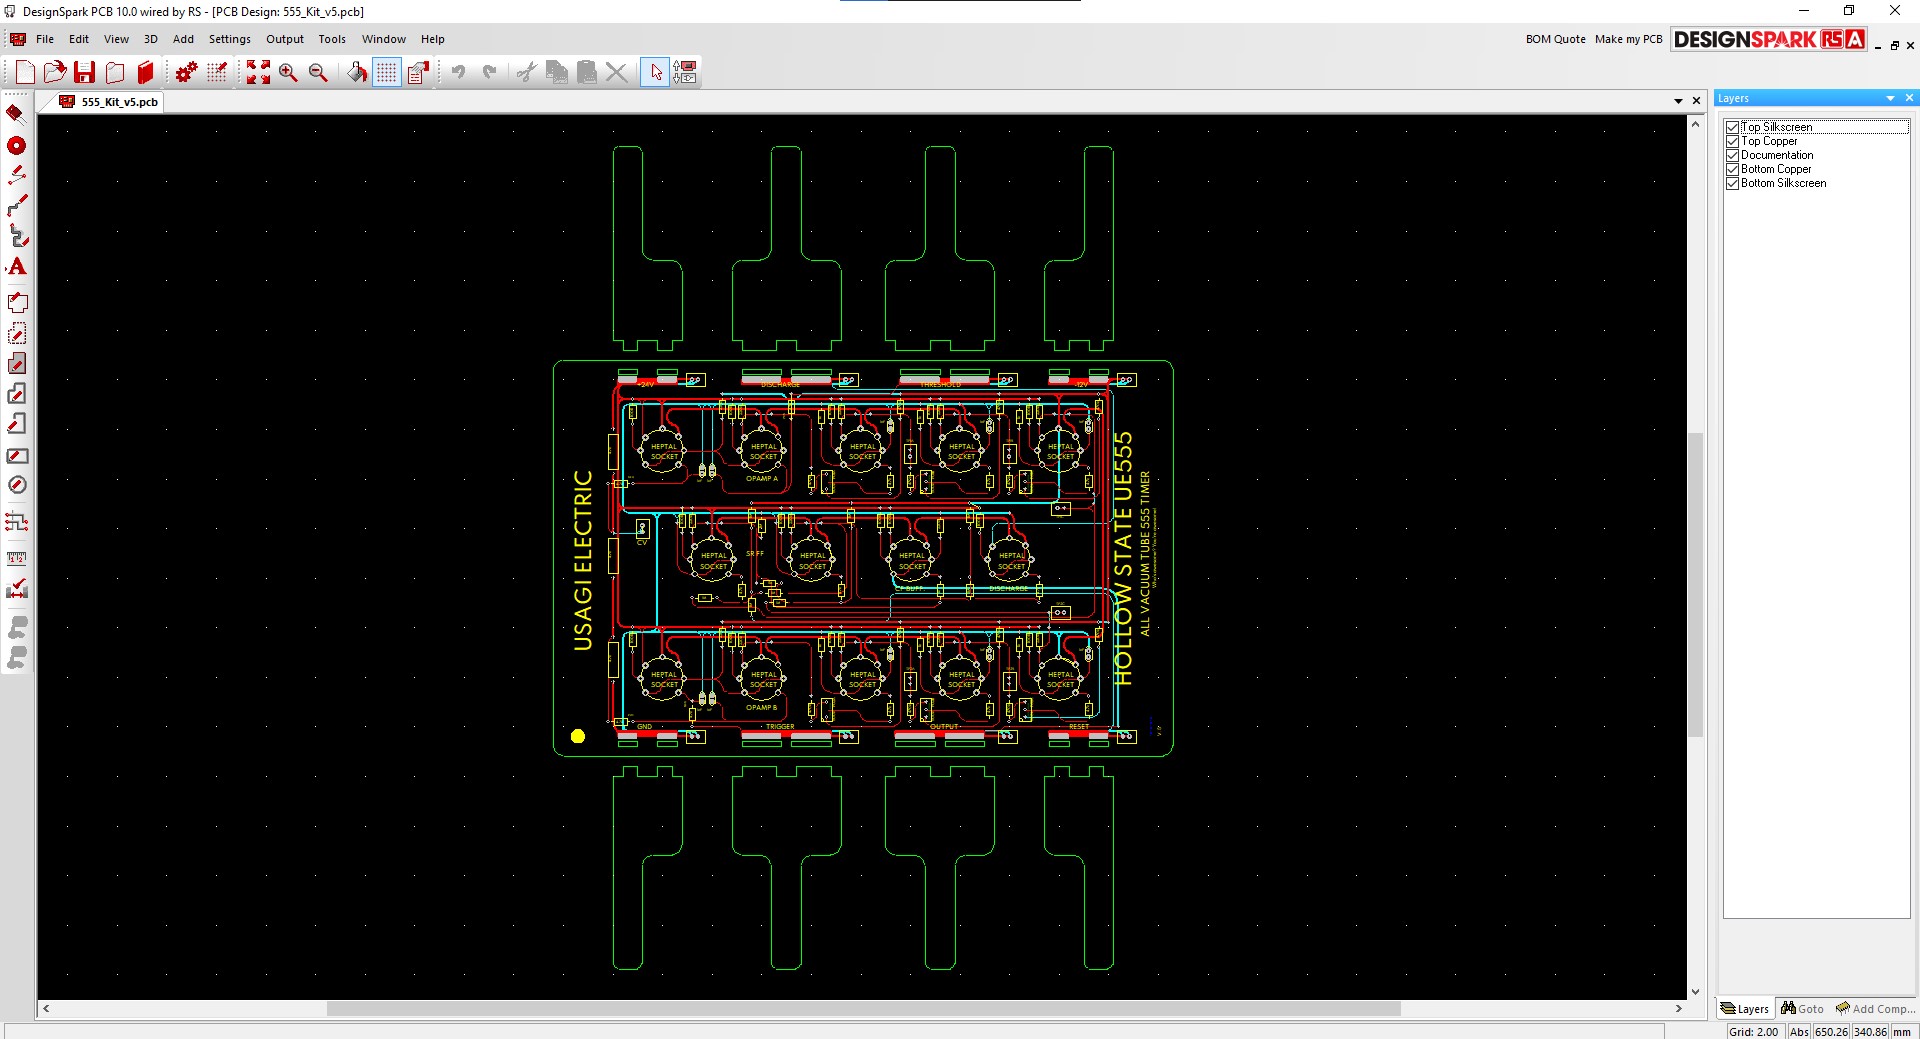 DesignSpark PCB 10.0 wired by RS - [PCB Design: 555_Kit_v5.pcb]
File Edit View 3D Add Settings Output Tools Window Help
BOM Quote Make my PCB DESIGNSPARK RS A
555_Kit_v5.pcb
Layers
Top Silkscreen
Top Copper
Documentation
Bottom Copper
Bottom Silkscreen
+24V DISCHARGE THRESHOLD -12V
HEPTAL SOCKET
HEPTAL SOCKET
HEPTAL SOCKET
HEPTAL SOCKET
HEPTAL SOCKET
OPAMP A
USAGI ELECTRIC
HOLLOW STATE UE555
ALL VACUUM TUBE 555 TIMER
CV
SR FF
HEPTAL SOCKET
HEPTAL SOCKET
HEPTAL SOCKET
HEPTAL SOCKET
CF BUFF
DISCHARGE
HEPTAL SOCKET
HEPTAL SOCKET
HEPTAL SOCKET
HEPTAL SOCKET
HEPTAL SOCKET
OPAMP B
GND TRIGGER OUTPUT RESET
Layers Goto Add Comp...
Grid: 2.00 Abs 650.26 340.86 mm